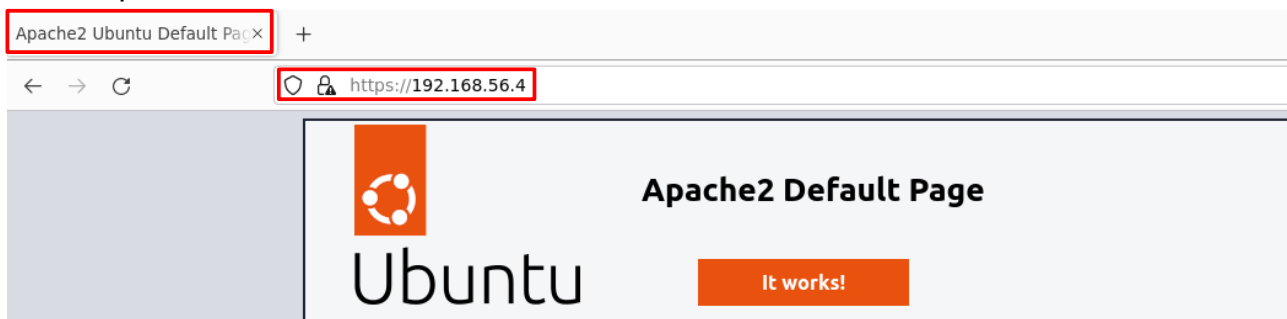 Apache2 Ubuntu Default Pag
https://192.168.56.4
Apache2 Default Page
Ubuntu
It works!